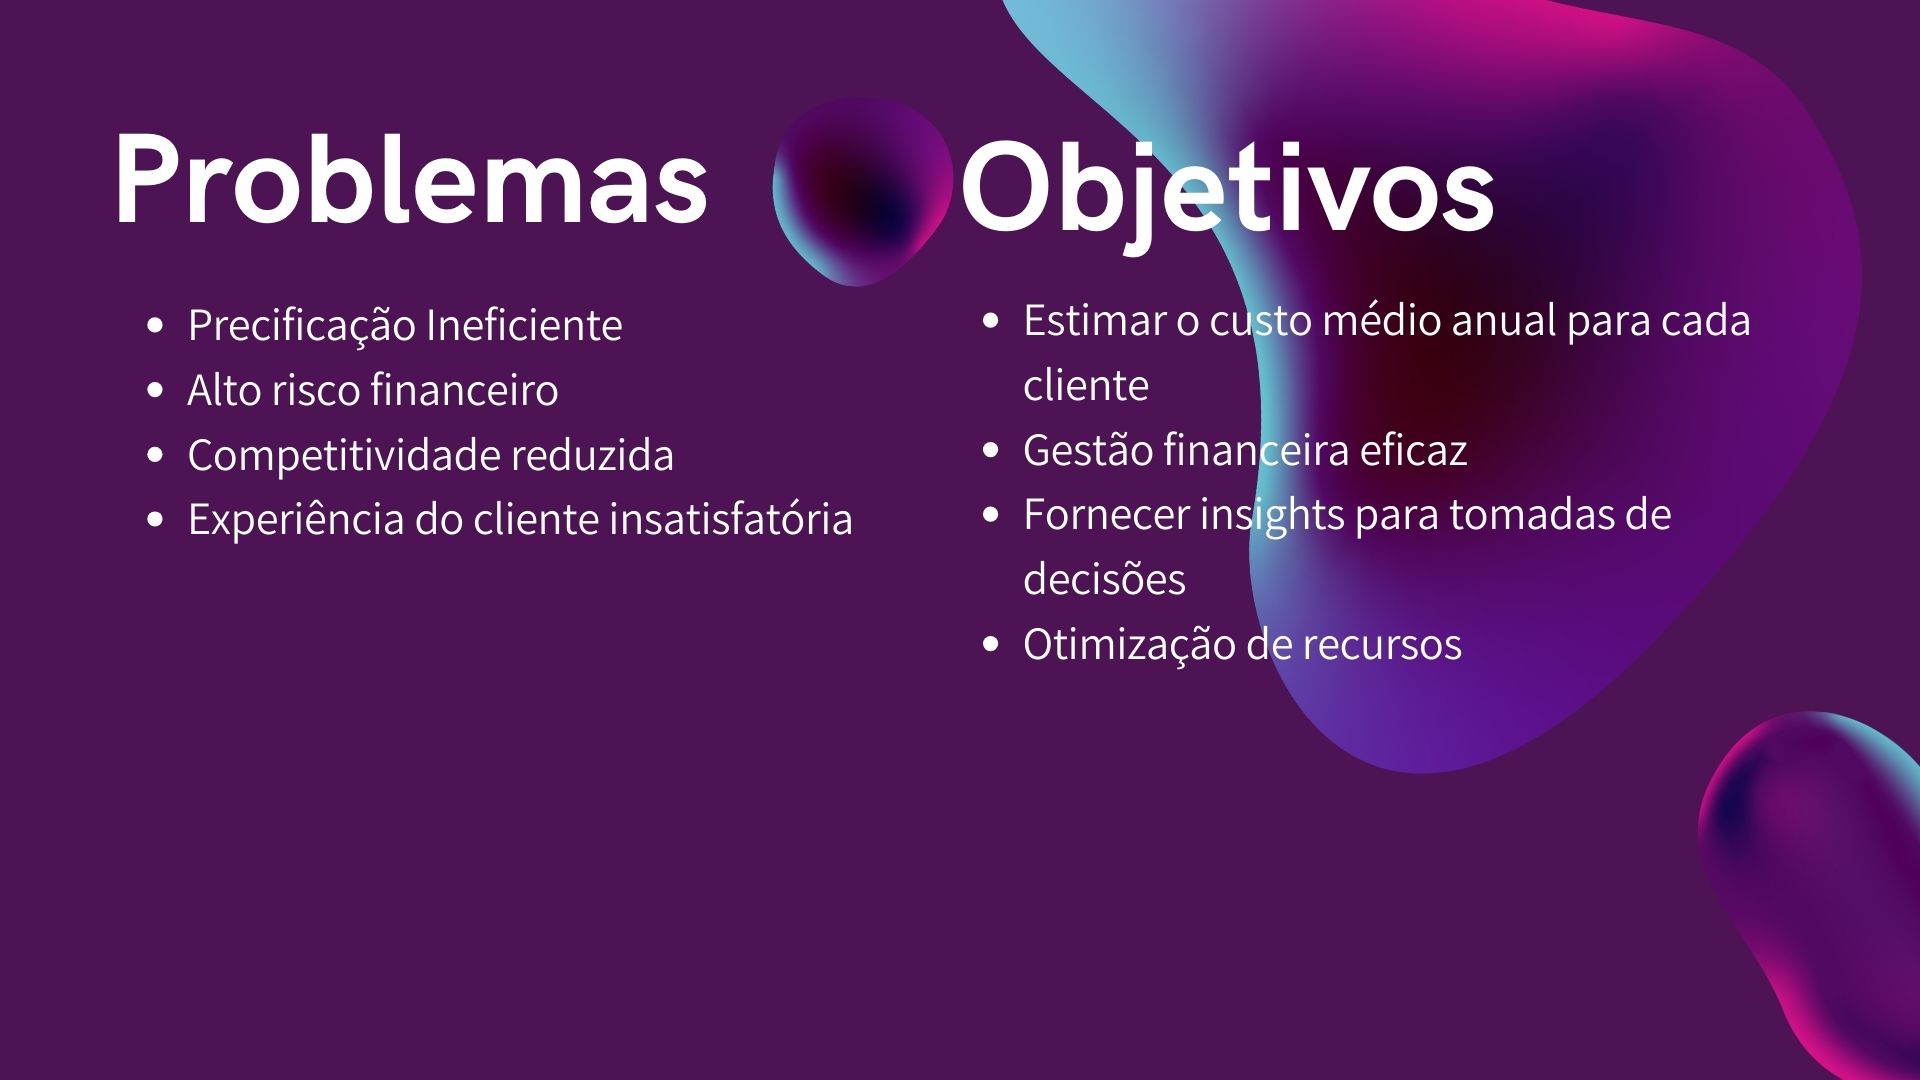 Problemas
• Precificação Ineficiente
• Alto risco financeiro
• Competitividade reduzida
• Experiência do cliente insatisfatória
Objetivos
• Estimar o custo médio anual para cada
cliente
• Gestão financeira eficaz
• Fornecer insights para tomadas de
decisões
• Otimização de recursos